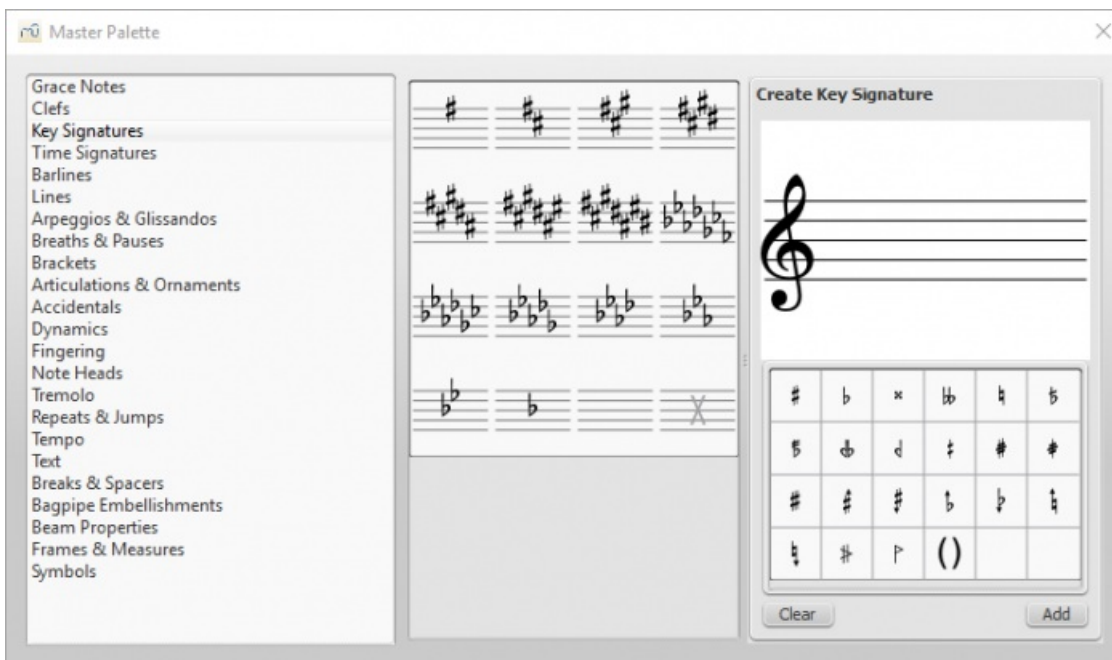 Master Palette
Grace Notes
Clefs
Key Signatures
Time Signatures
Barlines
Lines
Arpeggios & Glissandos
Breaths & Pauses
Brackets
Articulations & Ornaments
Accidentals
Dynamics
Fingering
Note Heads
Tremolo
Repeats & Jumps
Tempo
Text
Breaks & Spacers
Bagpipe Embellishments
Beam Properties
Frames & Measures
Symbols
Create Key Signature
Clear
Add